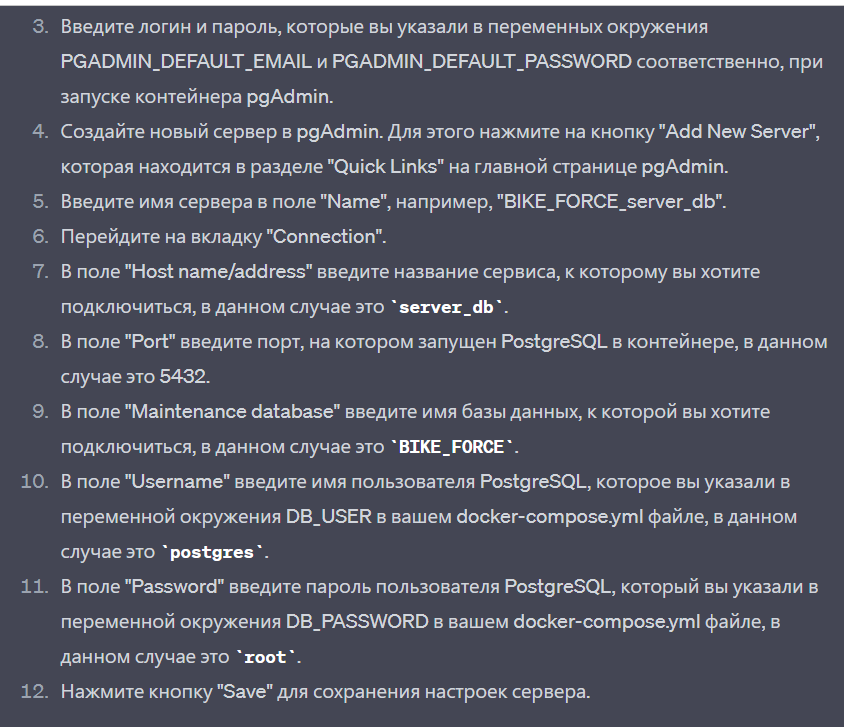 3. Введите логин и пароль, которые вы указали в переменных окружения
PGADMIN_DEFAULT_EMAIL и PGADMIN_DEFAULT_PASSWORD соответственно, при
запуске контейнера pgAdmin.
4. Создайте новый сервер в pgAdmin. Для этого нажмите на кнопку "Add New Server",
которая находится в разделе "Quick Links" на главной странице pgAdmin.
5. Введите имя сервера в поле "Name", например, "BIKE_FORCE_server_db".
6. Перейдите на вкладку "Connection".
7. В поле "Host name/address" введите название сервиса, к которому вы хотите
подключиться, в данном случае это `server_db`.
8. В поле "Port" введите порт, на котором запущен PostgreSQL в контейнере, в данном
случае это 5432.
9. В поле "Maintenance database" введите имя базы данных, к которой вы хотите
подключиться, в данном случае это `BIKE_FORCE`.
10. В поле "Username" введите имя пользователя PostgreSQL, которое вы указали в
переменной окружения DB_USER в вашем docker-compose.yml файле, в данном
случае это `postgres`.
11. В поле "Password" введите пароль пользователя PostgreSQL, который вы указали в
переменной окружения DB_PASSWORD в вашем docker-compose.yml файле, в
данном случае это `root`.
12. Нажмите кнопку "Save" для сохранения настроек сервера.